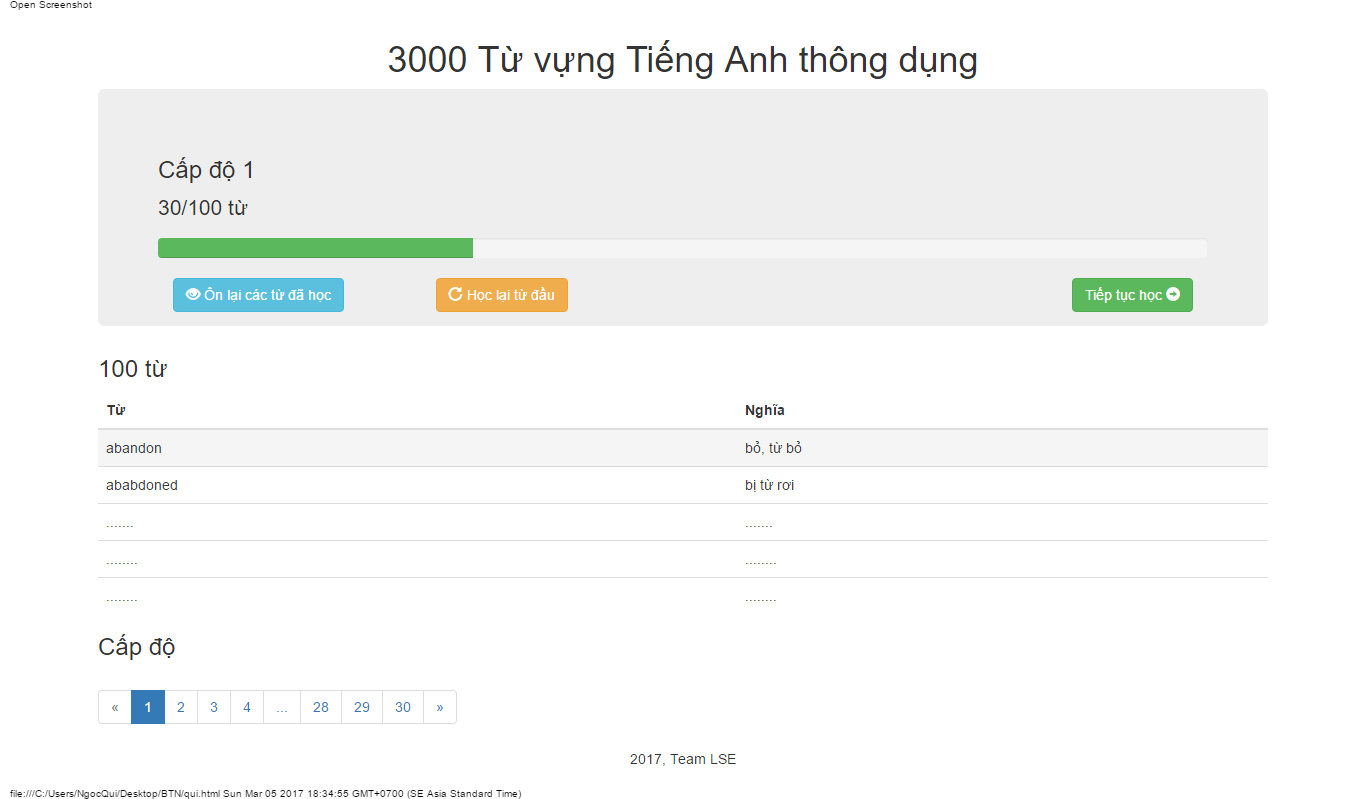 Open Screenshot
3000 Từ vựng Tiếng Anh thông dụng
Cấp độ 1
30/100 từ
Ôn lại các từ đã học Học lại từ đầu Tiếp tục học
100 từ
Từ Nghĩa
abandon bỏ, từ bỏ
ababdoned bị từ rơi
....... .......
........ ........
........ ........
Cấp độ
« 1 2 3 4 ... 28 29 30 »
2017, Team LSE
file:///C:/Users/NgocQui/Desktop/BTN/qui.html Sun Mar 05 2017 18:34:55 GMT+0700 (SE Asia Standard Time)